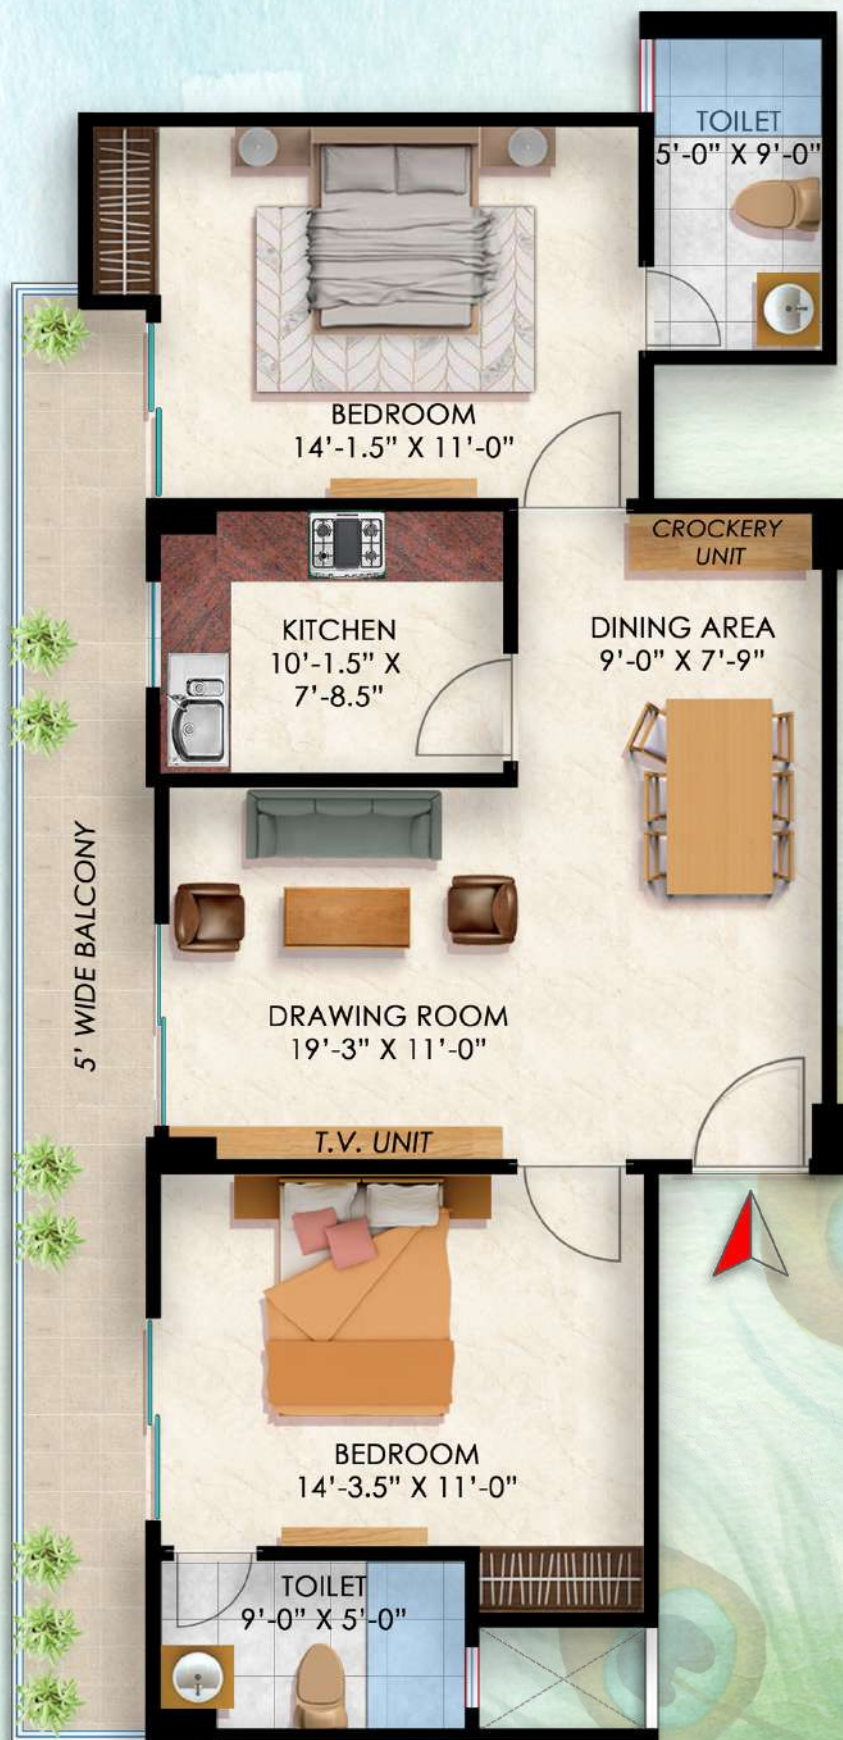 TOILET
5'-0" X 9'-0"
BEDROOM
14'-1.5" X 11'-0"
CROCKERY
UNIT
KITCHEN
10'-1.5" X
7'-8.5"
DINING AREA
9'-0" X 7'-9"
5' WIDE BALCONY
DRAWING ROOM
19'-3" X 11'-0"
T.V. UNIT
BEDROOM
14'-3.5" X 11'-0"
TOILET
9'-0" X 5'-0"